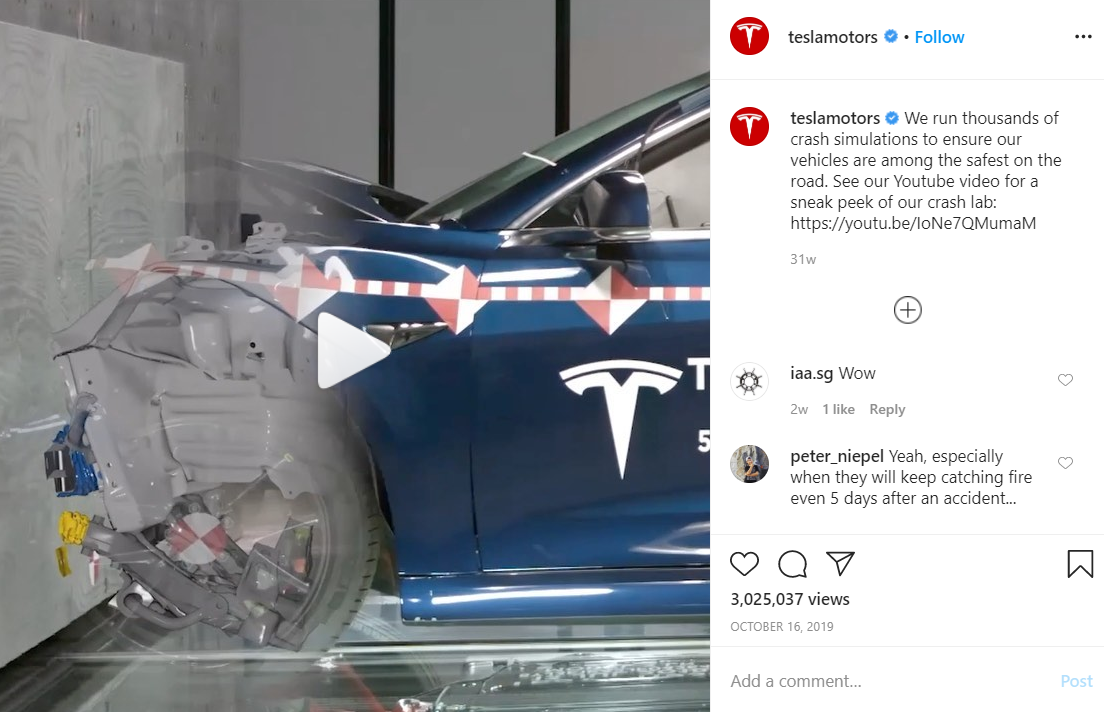 teslamotors • Follow
teslamotors We run thousands of
crash simulations to ensure our
vehicles are among the safest on the
road. See our Youtube video for a
sneak peek of our crash lab:
https://youtu.be/IoNe7QMumaM
31w
iaa.sg Wow
2w 1 like Reply
peter_niepel Yeah, especially
when they will keep catching fire
even 5 days after an accident...
3,025,037 views
OCTOBER 16, 2019
Add a comment... Post
T
5